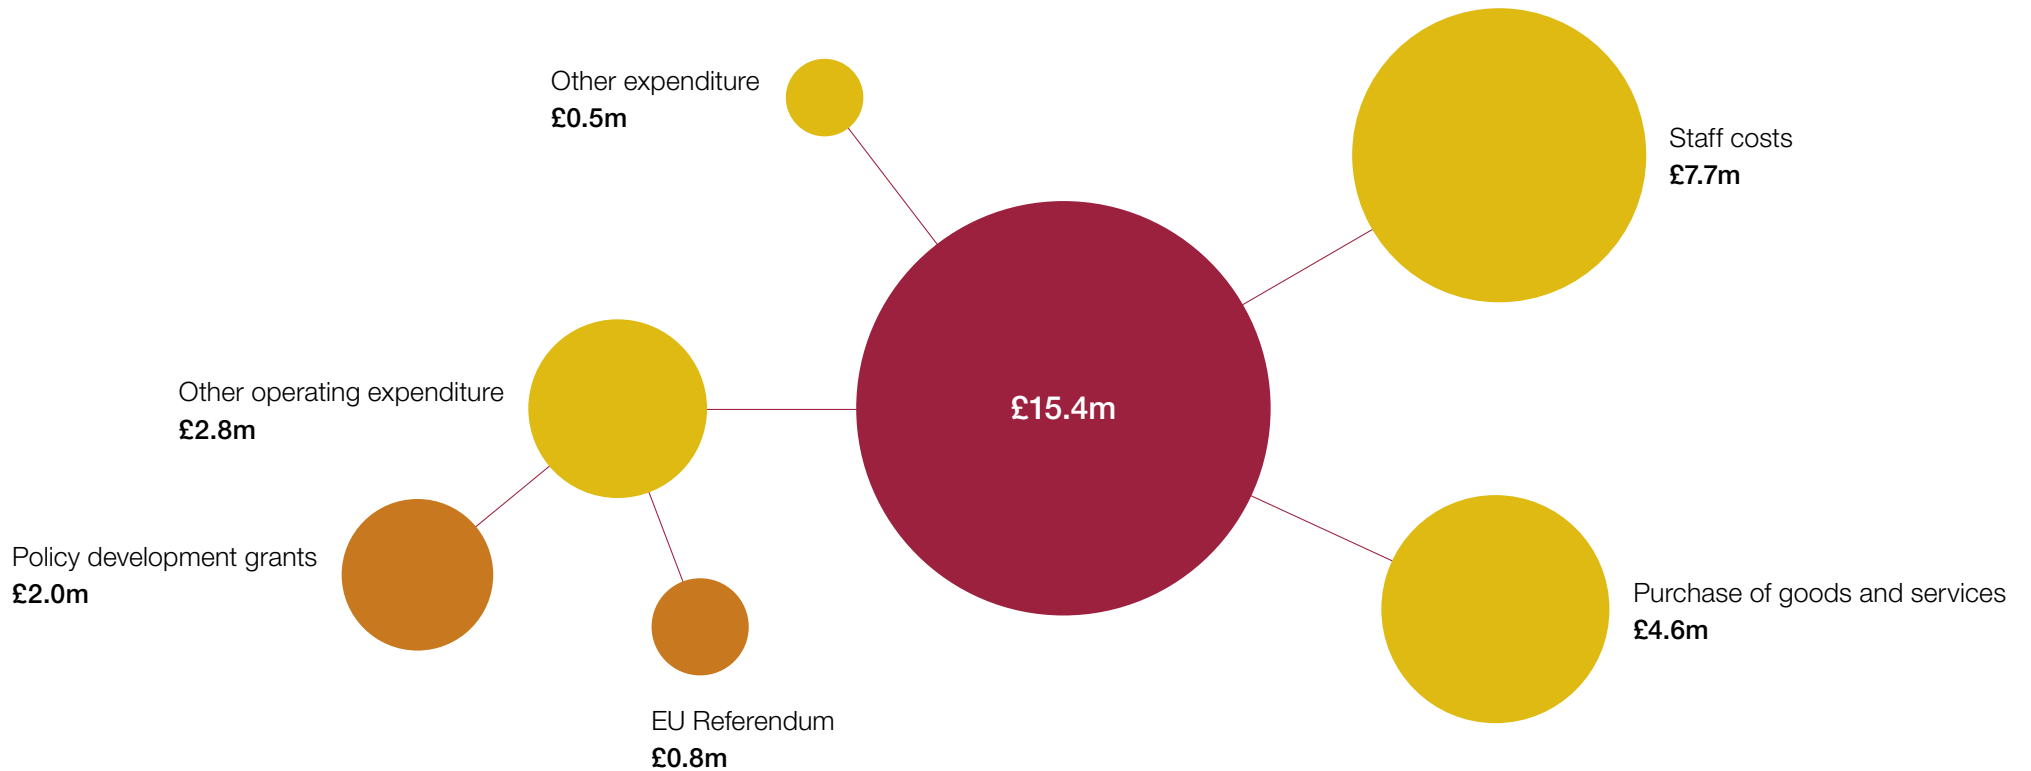 Other expenditure
£0.5m
Staff costs
£7.7m
£15.4m
Other operating expenditure
£2.8m
Policy development grants
£2.0m
Purchase of goods and services
£4.6m
EU Referendum
£0.8m